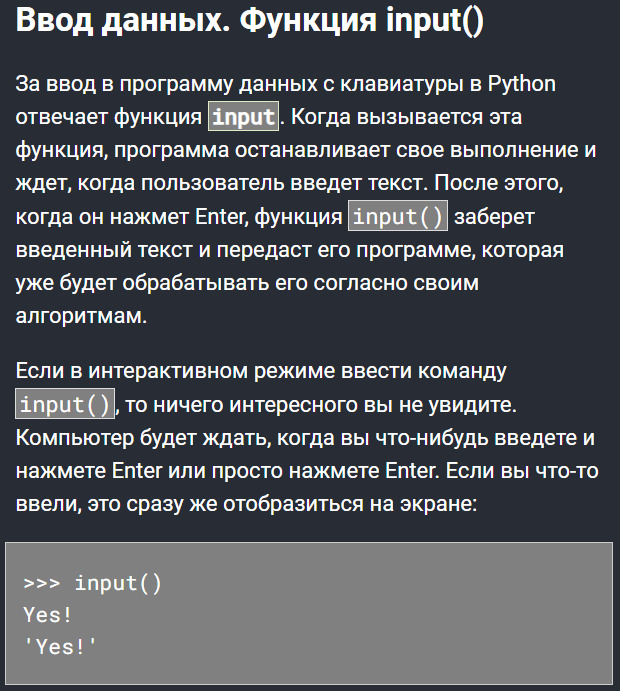 Ввод данных. Функция input()
За ввод в программу данных с клавиатуры в Python
отвечает функция input. Когда вызывается эта
функция, программа останавливает свое выполнение и
ждет, когда пользователь введет текст. После этого,
когда он нажмет Enter, функция input() заберет
введенный текст и передаст его программе, которая
уже будет обрабатывать его согласно своим
алгоритмам.
Если в интерактивном режиме ввести команду
input(), то ничего интересного вы не увидите.
Компьютер будет ждать, когда вы что-нибудь введете и
нажмете Enter или просто нажмете Enter. Если вы что-то
ввели, это сразу же отобразиться на экране:
>>> input()
Yes!
'Yes!'